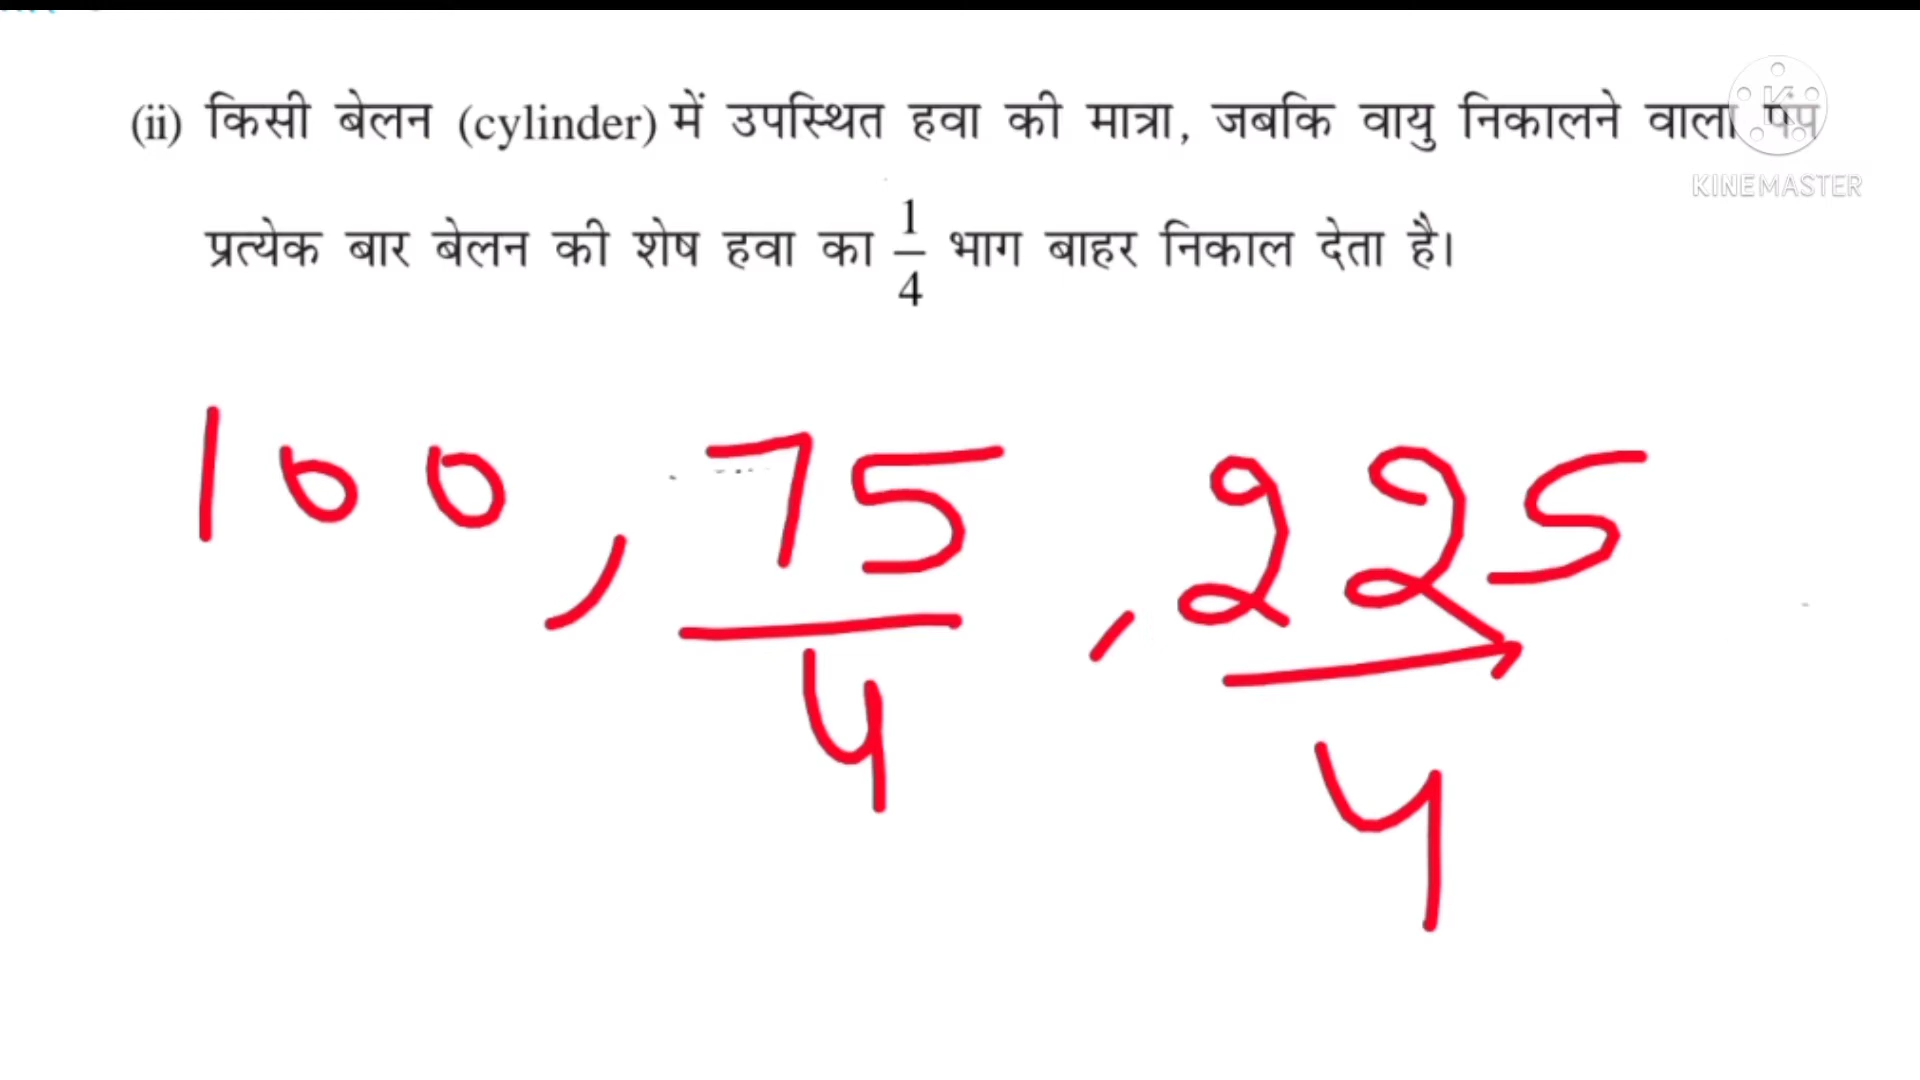 (ii) किसी बेलन (cylinder) में उपस्थित हवा की मात्रा, जबकि वायु निकालने वाला पंप
KINEMASTER
प्रत्येक बार बेलन की शेष हवा का 1/4 भाग बाहर निकाल देता है।
100, 75/4, 225/4